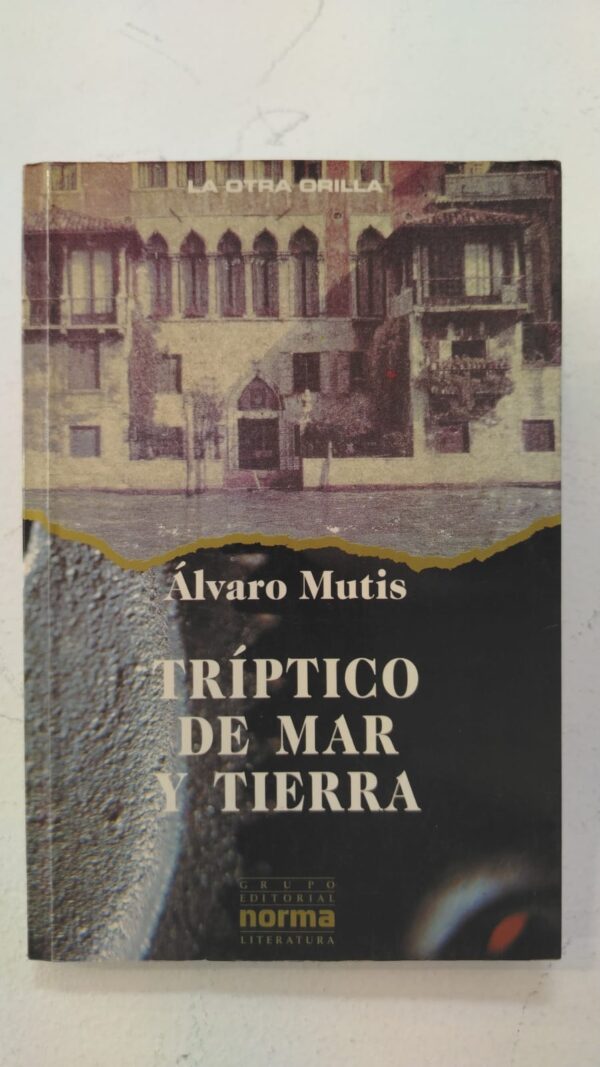 LA OTRA ORILLA
Álvaro Mutis
TRÍPTICO
DE MAR
Y TIERRA
GRUPO
EDITORIAL
norma
LITERATURA